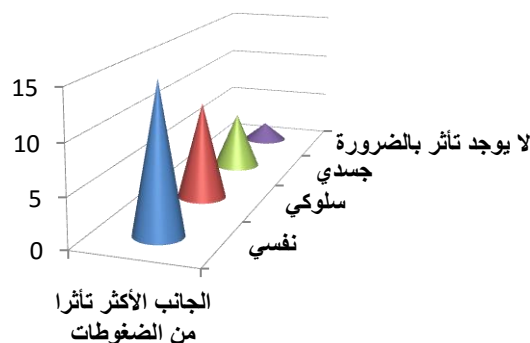 15
10
5
0
لا يوجد تأثر بالضرورة
جسدي
سلوكي
نفسي
الجانب الأكثر تأثرا
من الضغوطات